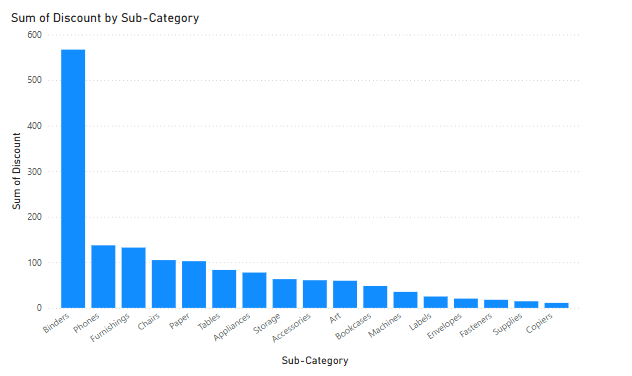 Sum of Discount by Sub-Category
600
500
400
300
200
100
0
Sum of Discount
Binders
Phones
Furnishings
Chairs
Paper
Tables
Appliances
Storage
Accessories
Art
Bookcases
Machines
Labels
Envelopes
Fasteners
Supplies
Copiers
Sub-Category